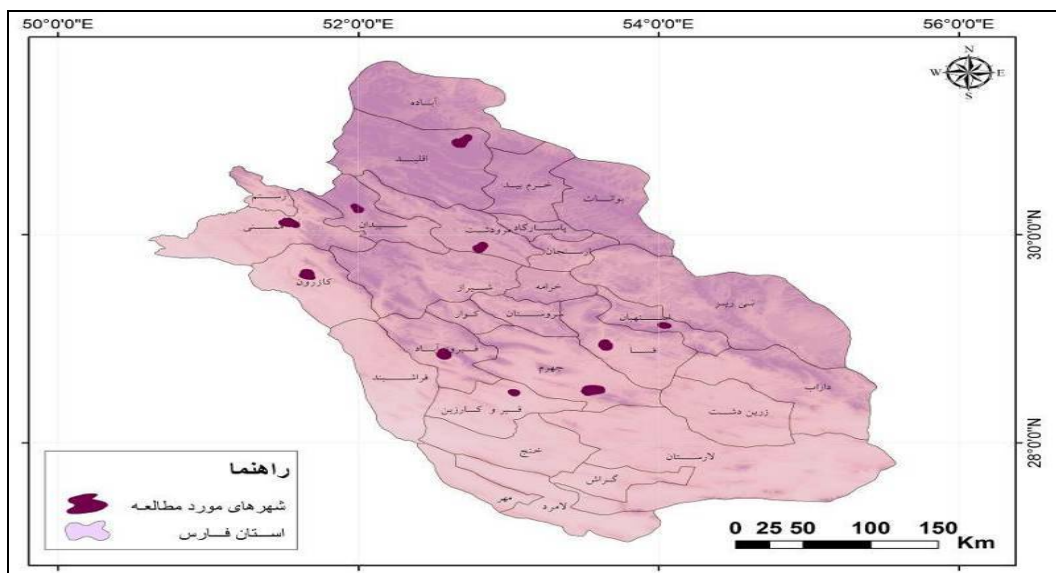 50°0'0"E 52°0'0"E 54°0'0"E 56°0'0"E
N
W E
S
آباده
اقلید
خرم بید
بوانات
رستم
ممسنی
سپیدان
مرودشت
پاسارگاد
ارسنجان
30°0'0"N
کازرون
شیراز
خرامه
نی ریز
کوار
سروستان
استهبان
فسا
فیروزآباد
جهرم
فراشبند
داراب
قیر و کارزین
زرین دشت
28°0'0"N
خنج
لارستان
گراش
مهر
لامرد
راهنما
شهرهای مورد مطالعه
استان فارس
0 25 50 100 150
Km